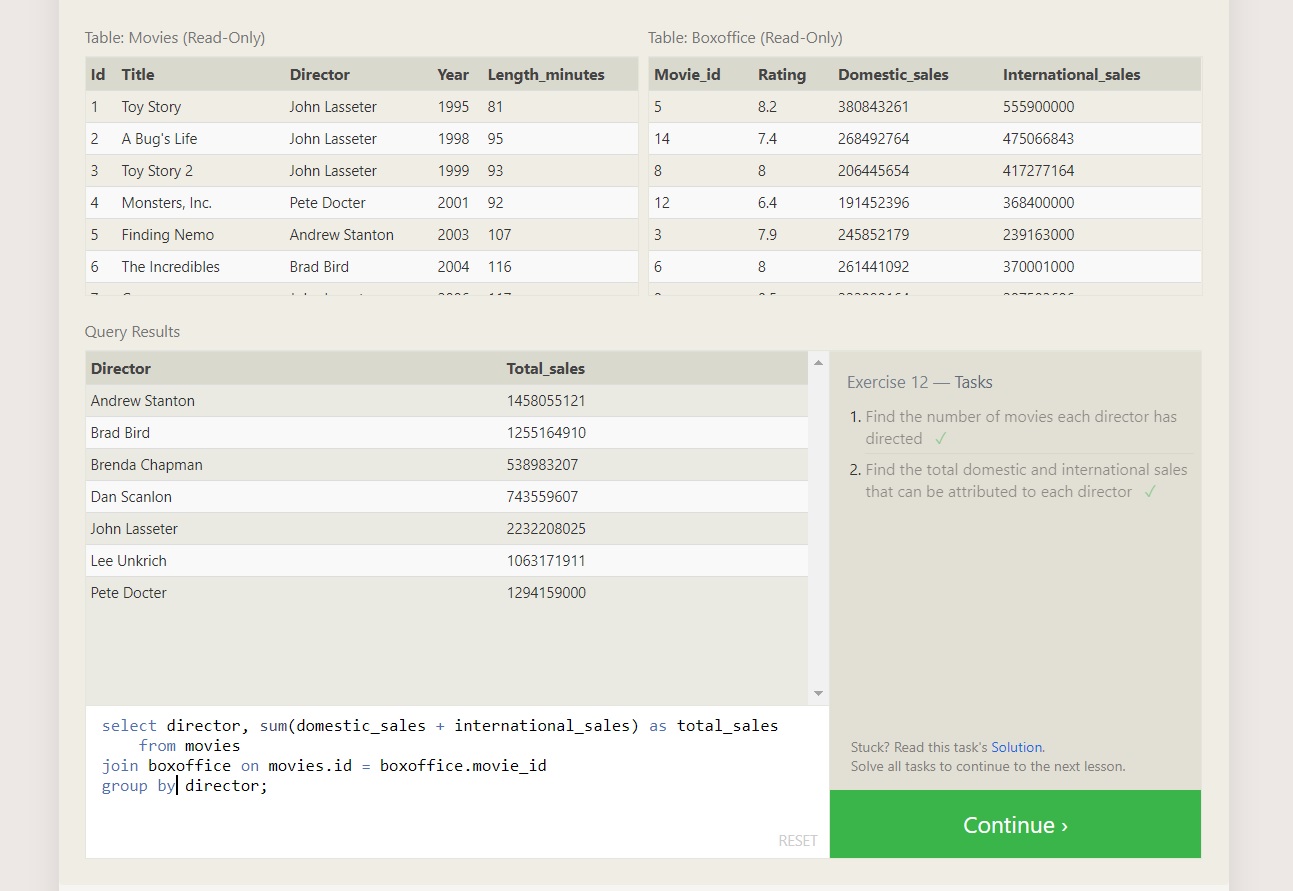 Table: Movies (Read-Only)
Id Title Director Year Length_minutes
1 Toy Story John Lasseter 1995 81
2 A Bug's Life John Lasseter 1998 95
3 Toy Story 2 John Lasseter 1999 93
4 Monsters, Inc. Pete Docter 2001 92
5 Finding Nemo Andrew Stanton 2003 107
6 The Incredibles Brad Bird 2004 116
Table: Boxoffice (Read-Only)
Movie_id Rating Domestic_sales International_sales
5 8.2 380843261 555900000
14 7.4 268492764 475066843
8 8 206445654 417277164
12 6.4 191452396 368400000
3 7.9 245852179 239163000
6 8 261441092 370001000
Query Results
Director Total_sales
Andrew Stanton 1458055121
Brad Bird 1255164910
Brenda Chapman 538983207
Dan Scanlon 743559607
John Lasseter 2232208025
Lee Unkrich 1063171911
Pete Docter 1294159000
select director, sum(domestic_sales + international_sales) as total_sales
from movies
join boxoffice on movies.id = boxoffice.movie_id
group by director;
RESET
Exercise 12 — Tasks
1. Find the number of movies each director has
directed ✓
2. Find the total domestic and international sales
that can be attributed to each director ✓
Stuck? Read this task's Solution.
Solve all tasks to continue to the next lesson.
Continue ›